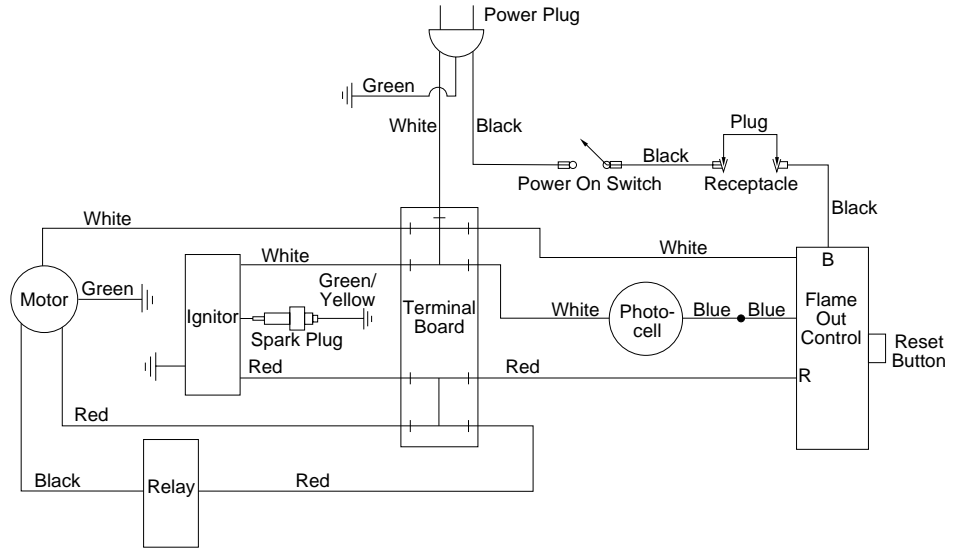 Power Plug
Green
White
Black
Plug
Black
Power On Switch
Receptacle
Black
White
White
White
B
Green/
Yellow
Motor
Green
Ignitor
Spark Plug
Terminal
Board
White
Photo-
cell
Blue
Blue
Flame
Out
Control
Reset
Button
Red
Red
R
Red
Black
Relay
Red